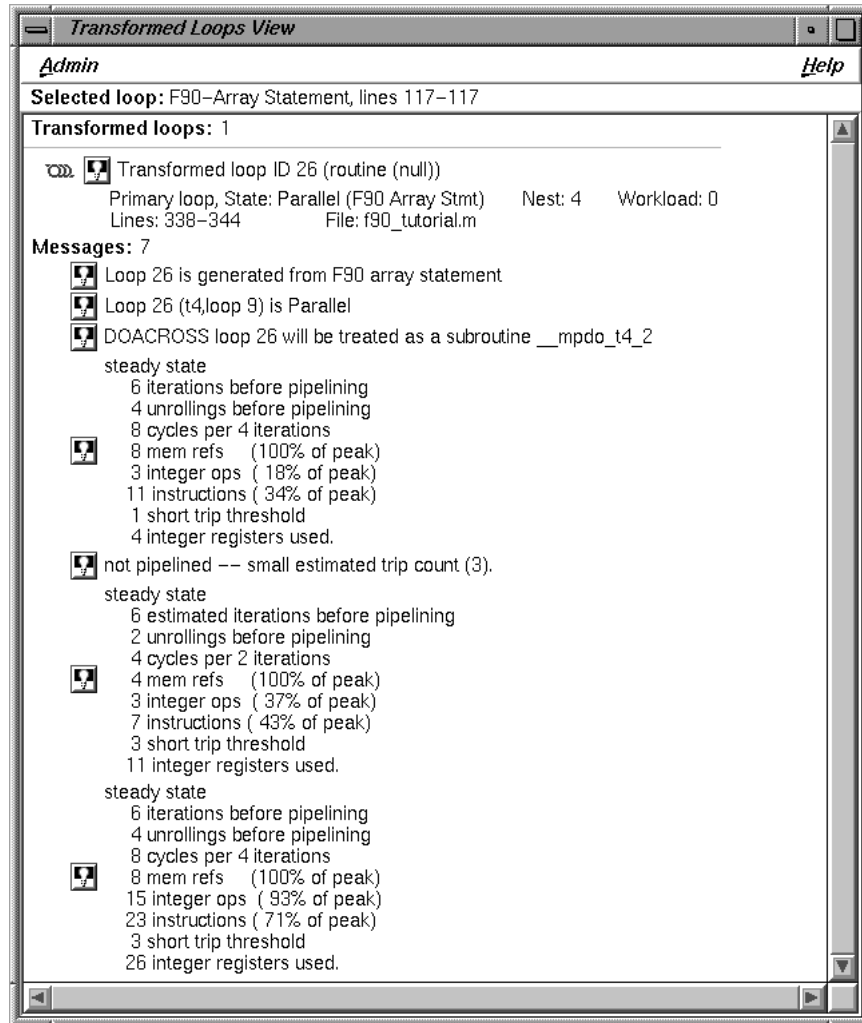 Transformed Loops View
Admin Help
Selected loop: F90-Array Statement, lines 117-117
Transformed loops: 1
Transformed loop ID 26 (routine (null))
Primary loop, State: Parallel (F90 Array Stmt) Nest: 4 Workload: 0
Lines: 338-344 File: f90_tutorial.m
Messages: 7
Loop 26 is generated from F90 array statement
Loop 26 (t4,loop 9) is Parallel
DOACROSS loop 26 will be treated as a subroutine __mpdo_t4_2
steady state
6 iterations before pipelining
4 unrollings before pipelining
8 cycles per 4 iterations
8 mem refs (100% of peak)
3 integer ops ( 18% of peak)
11 instructions ( 34% of peak)
1 short trip threshold
4 integer registers used.
not pipelined -- small estimated trip count (3).
steady state
6 estimated iterations before pipelining
2 unrollings before pipelining
4 cycles per 2 iterations
4 mem refs (100% of peak)
3 integer ops ( 37% of peak)
7 instructions ( 43% of peak)
3 short trip threshold
11 integer registers used.
steady state
6 iterations before pipelining
4 unrollings before pipelining
8 cycles per 4 iterations
8 mem refs (100% of peak)
15 integer ops ( 93% of peak)
23 instructions ( 71% of peak)
3 short trip threshold
26 integer registers used.